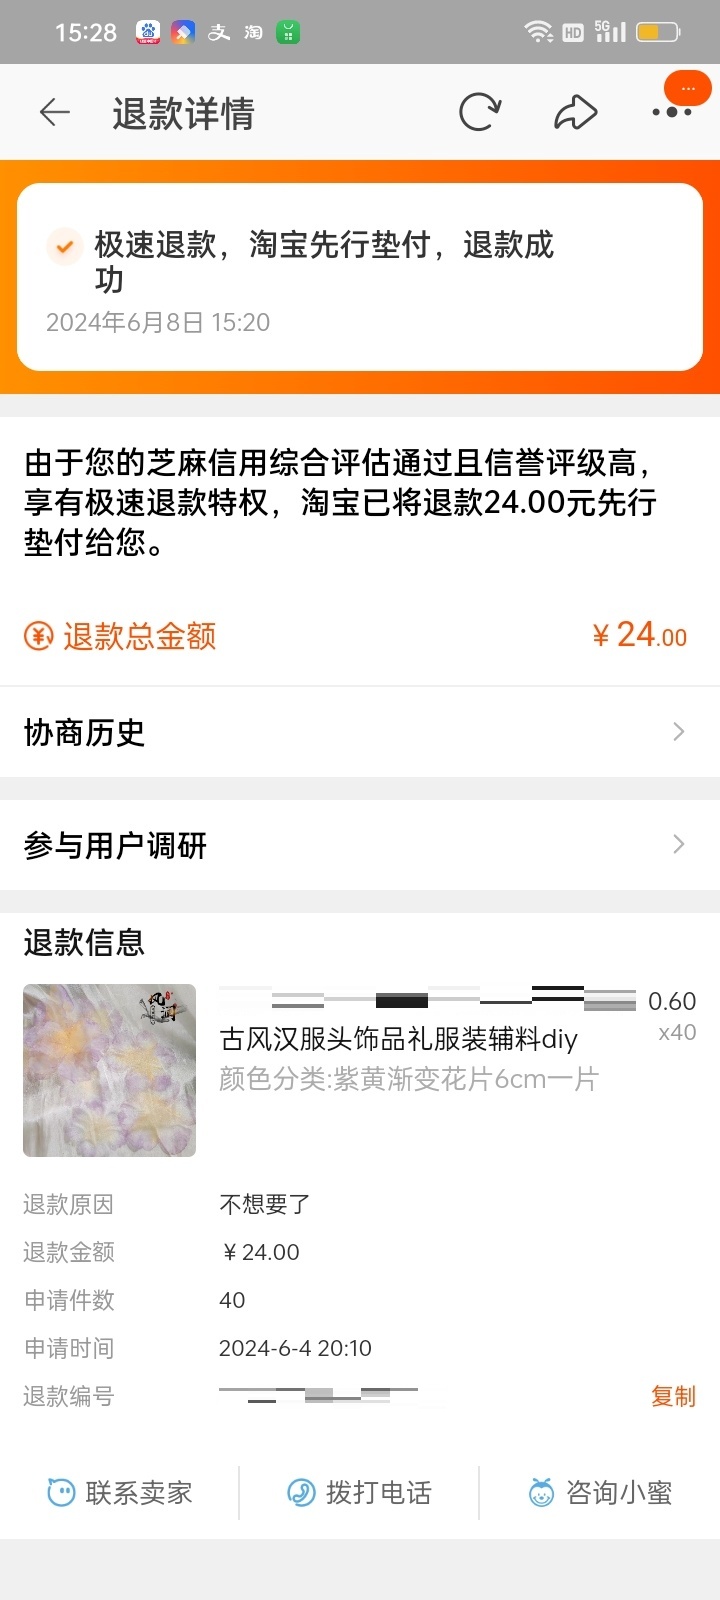 15:28
支 淘
HD 5G
退款详情
极速退款，淘宝先行垫付，退款成
功
2024年6月8日 15:20
由于您的芝麻信用综合评估通过且信誉评级高，
享有极速退款特权，淘宝已将退款24.00元先行
垫付给您。
退款总金额 ¥ 24.00
协商历史
参与用户调研
退款信息
0.60
古风汉服头饰品礼服装辅料diy x40
颜色分类:紫黄渐变花片6cm一片
退款原因 不想要了
退款金额 ¥ 24.00
申请件数 40
申请时间 2024-6-4 20:10
退款编号 复制
联系卖家 拨打电话 咨询小蜜